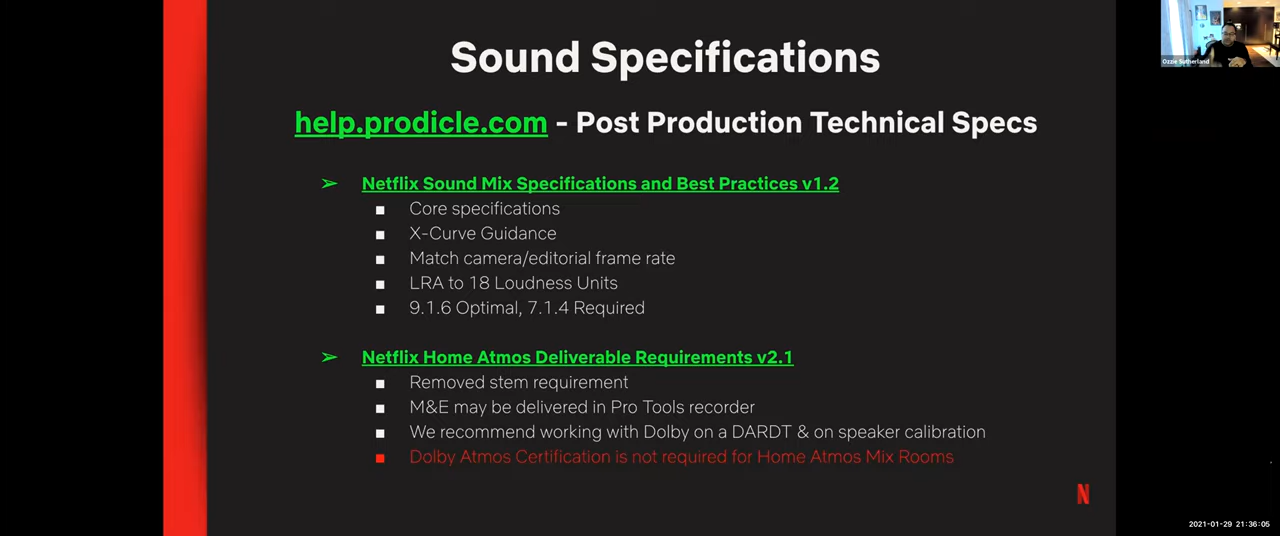 Sound Specifications
help.prodicle.com - Post Production Technical Specs
➢ Netflix Sound Mix Specifications and Best Practices v1.2
■ Core specifications
■ X-Curve Guidance
■ Match camera/editorial frame rate
■ LRA to 18 Loudness Units
■ 9.1.6 Optimal, 7.1.4 Required
➢ Netflix Home Atmos Deliverable Requirements v2.1
■ Removed stem requirement
■ M&E may be delivered in Pro Tools recorder
■ We recommend working with Dolby on a DARDT & on speaker calibration
■ Dolby Atmos Certification is not required for Home Atmos Mix Rooms
N
Ozzie Sutherland
2021-01-29 21:36:05